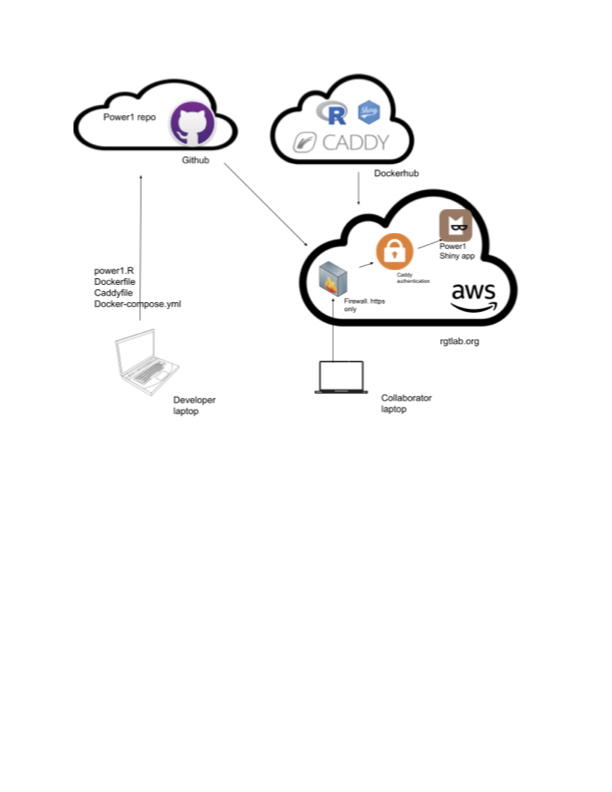 Power1 repo
Github
R
Shiny
CADDY
Dockerhub
Power1
Shiny app
Caddy
authentication
Firewall. https
only
aws
rgtlab.org
power1.R
Dockerfile
Caddyfile
Docker-compose.yml
Developer
laptop
Collaborator
laptop